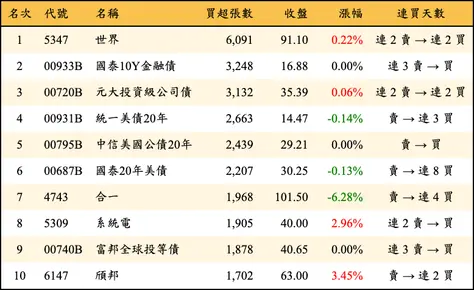 名次 代號 名稱 買超張數 收盤 漲幅 連買天數
1 5347 世界 6,091 91.10 0.22% 連 2 賣 → 連 2 買
2 00933B 國泰10Y金融債 3,248 16.88 0.00% 連 3 賣 → 買
3 00720B 元大投資級公司債 3,132 35.39 0.06% 連 2 賣 → 連 2 買
4 00931B 統一美債20年 2,663 14.47 -0.14% 賣 → 連 3 買
5 00795B 中信美國公債20年 2,439 29.21 0.00% 賣 → 買
6 00687B 國泰20年美債 2,207 30.25 -0.13% 賣 → 連 8 買
7 4743 合一 1,968 101.50 -6.28% 賣 → 連 4 買
8 5309 系統電 1,905 40.00 2.96% 連 2 賣 → 買
9 00740B 富邦全球投等債 1,878 40.65 0.00% 連 3 賣 → 買
10 6147 頎邦 1,702 63.00 3.45% 賣 → 連 2 買